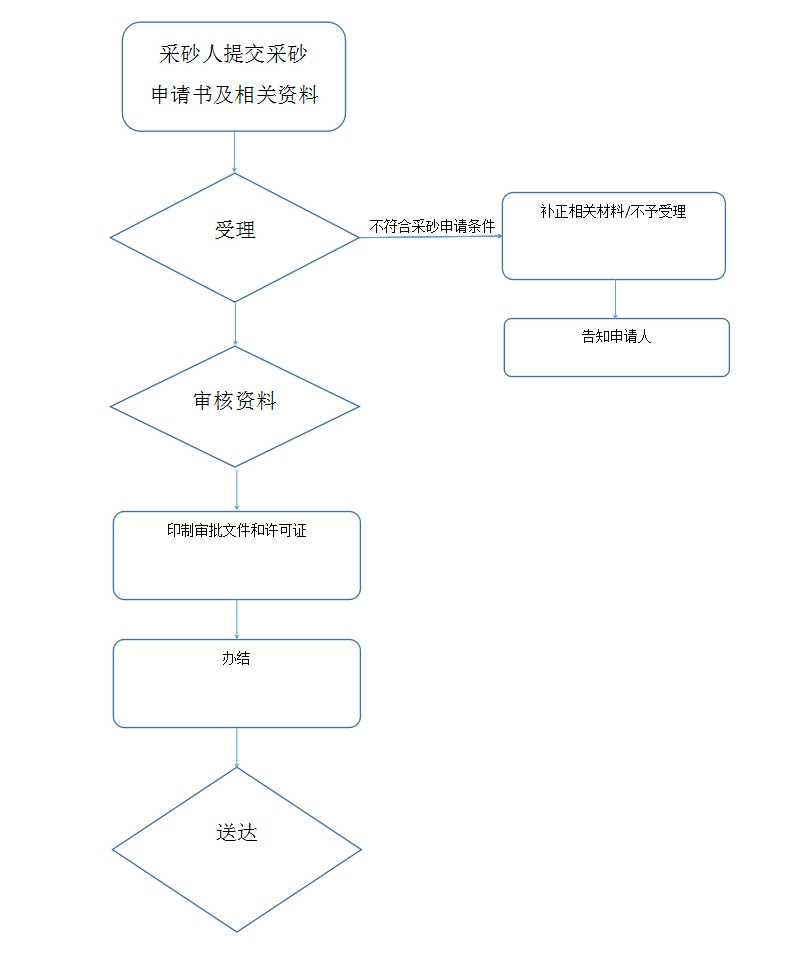 采砂人提交采砂
申请书及相关资料
受理
不符合采砂申请条件
补正相关材料/不予受理
告知申请人
审核资料
印制审批文件和许可证
办结
送达